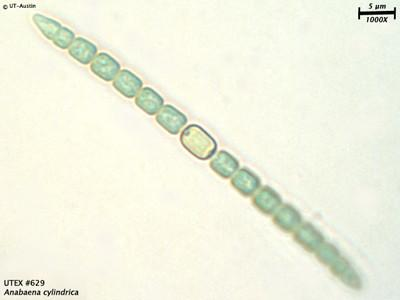 © UT-Austin
5 µm
1000X
UTEX #629
Anabaena cylindrica